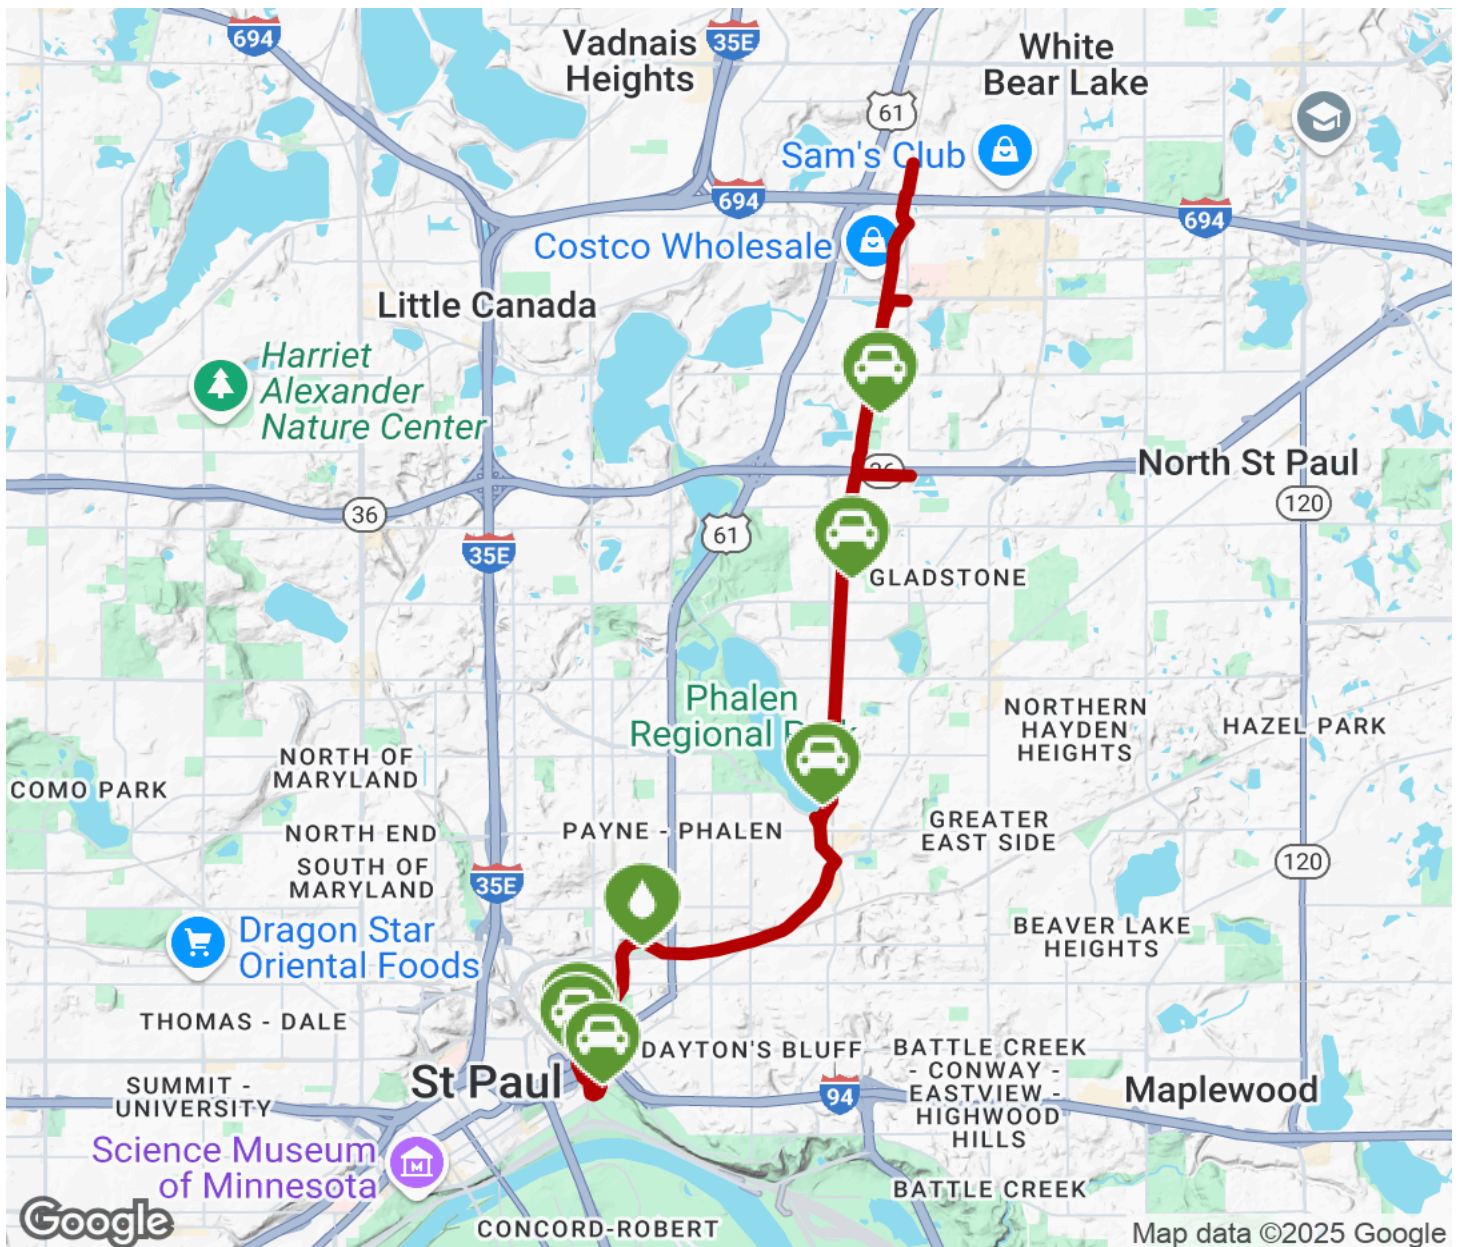 694
Vadnais
Heights
35E
White
Bear Lake
61
Sam's Club
694
694
Costco Wholesale
Little Canada
Harriet
Alexander
Nature Center
36
North St Paul
120
36
61
35E
GLADSTONE
Phalen
Regional
NORTHERN
HAYDEN
HEIGHTS
HAZEL PARK
NORTH OF
MARYLAND
COMO PARK
NORTH END
PAYNE - PHALEN
GREATER
EAST SIDE
SOUTH OF
MARYLAND
120
35E
Dragon Star
Oriental Foods
BEAVER LAKE
HEIGHTS
THOMAS - DALE
DAYTON'S BLUFF
BATTLE CREEK
- CONWAY -
EASTVIEW -
HIGHWOOD
HILLS
St Paul
SUMMIT -
UNIVERSITY
94
Maplewood
Science Museum
of Minnesota
BATTLE CREEK
CONCORD-ROBERT
Google
Map data ©2025 Google